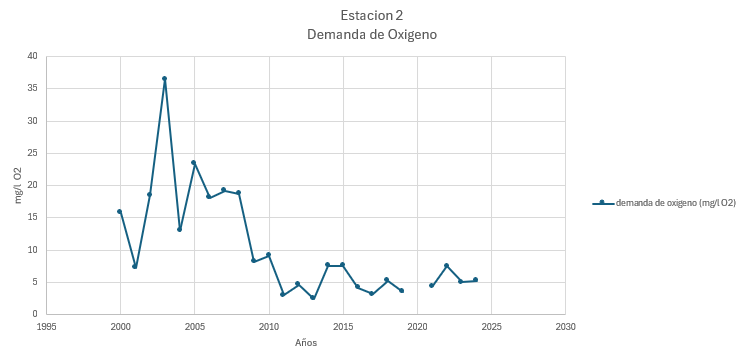 Estacion 2
Demanda de Oxigeno
40
35
30
25
20
15
10
5
0
mg/l O2
1995 2000 2005 2010 2015 2020 2025 2030
Años
demanda de oxigeno (mg/l O2)